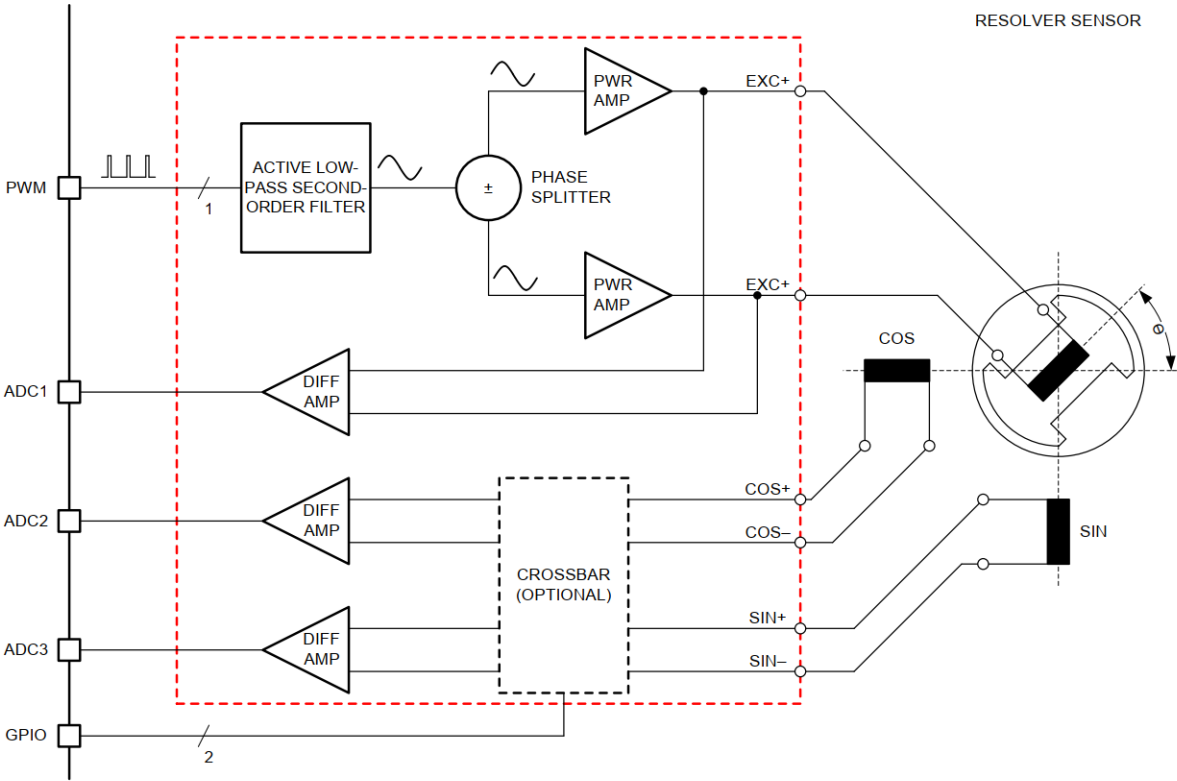 RESOLVER SENSOR
PWR
AMP
EXC+
ACTIVE LOW-
PASS SECOND-
ORDER FILTER
PWM
1
±
PHASE
SPLITTER
PWR
AMP
EXC+
COS
Θ
ADC1
DIFF
AMP
COS+
ADC2
DIFF
AMP
COS–
SIN
CROSSBAR
(OPTIONAL)
SIN+
ADC3
DIFF
AMP
SIN–
GPIO
2